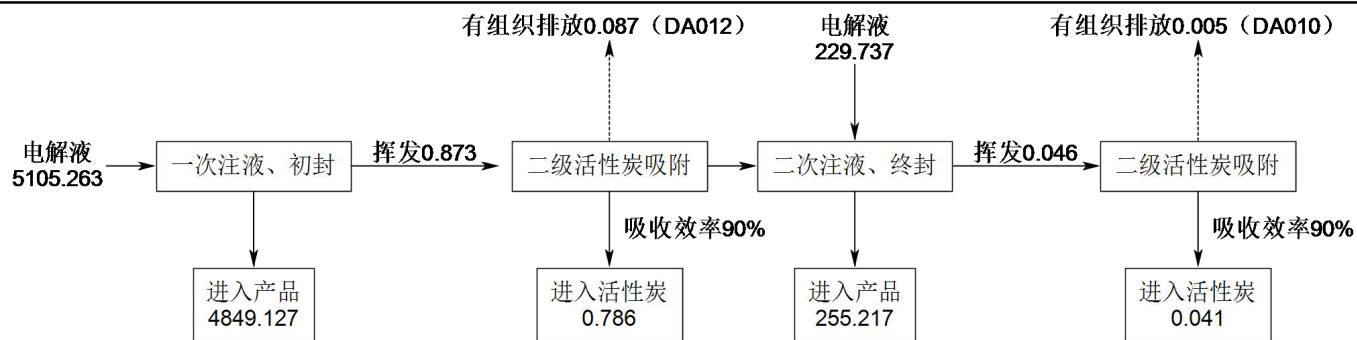 有组织排放0.087（DA012）
电解液
229.737
有组织排放0.005（DA010）
电解液
5105.263
一次注液、初封
挥发0.873
二级活性炭吸附
二次注液、终封
挥发0.046
二级活性炭吸附
吸收效率90%
吸收效率90%
进入产品
4849.127
进入活性炭
0.786
进入产品
255.217
进入活性炭
0.041